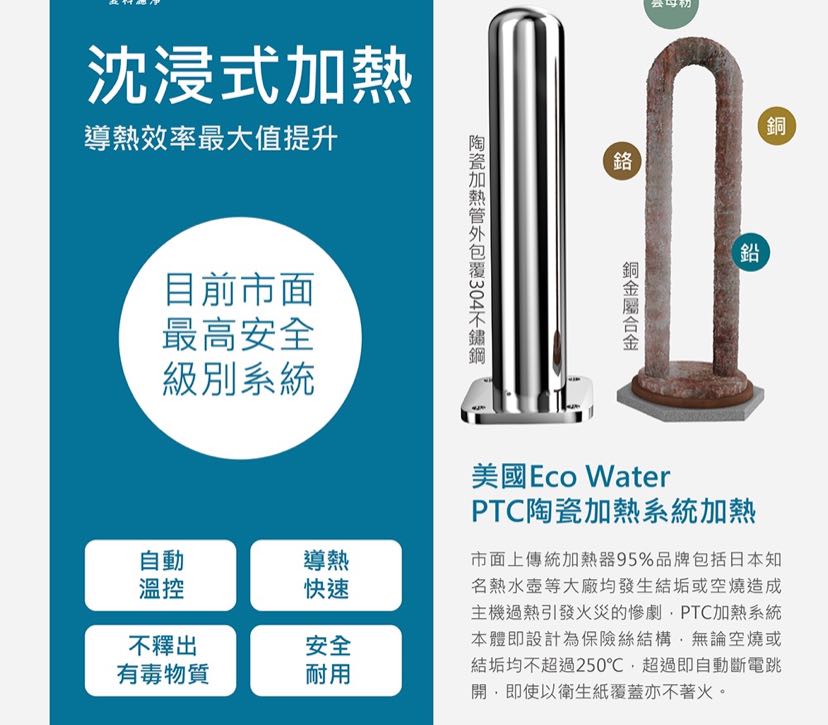 沈浸式加熱
導熱效率最大值提升
目前市面
最高安全
級別系統
自動
溫控
導熱
快速
不釋出
有毒物質
安全
耐用
雲母粉
銅
鉻
鉛
陶瓷加熱管外包覆304不鏽鋼
銅金屬合金
美國Eco Water
PTC陶瓷加熱系統加熱
市面上傳統加熱器95%品牌包括日本知
名熱水壺等大廠均發生結垢或空燒造成
主機過熱引發火災的慘劇，PTC加熱系統
本體即設計為保險絲結構，無論空燒或
結垢均不超過250℃，超過即自動斷電跳
開，即使以衛生紙覆蓋亦不著火。